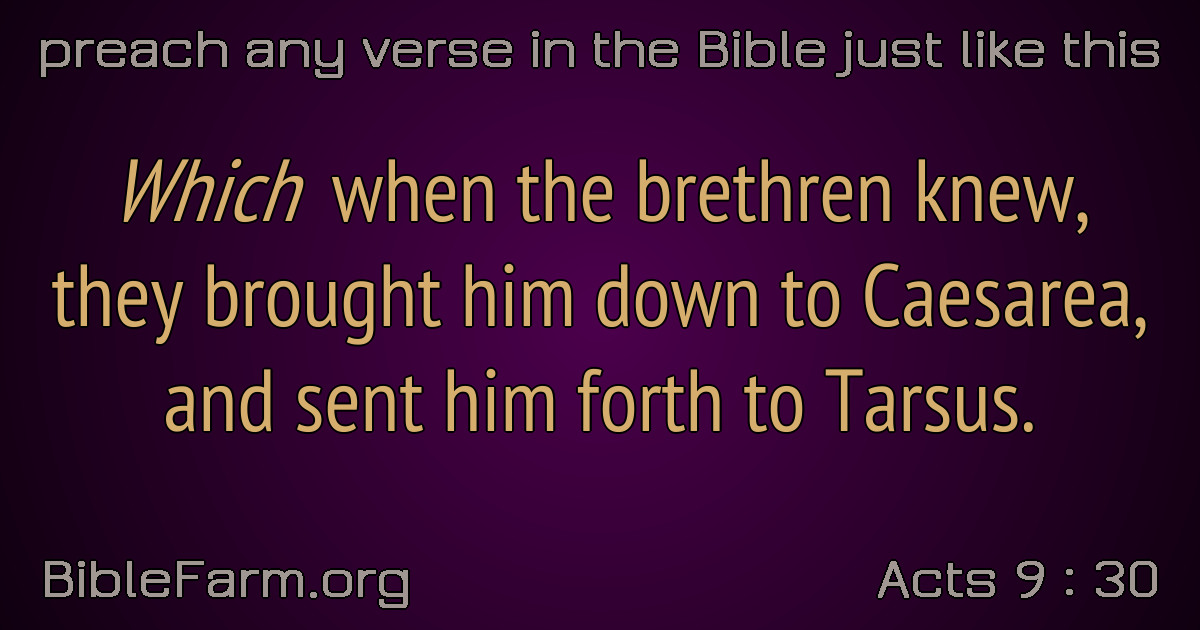 preach any verse in the Bible just like this
Which when the brethren knew,
they brought him down to Caesarea,
and sent him forth to Tarsus.
BibleFarm.org
Acts 9 : 30